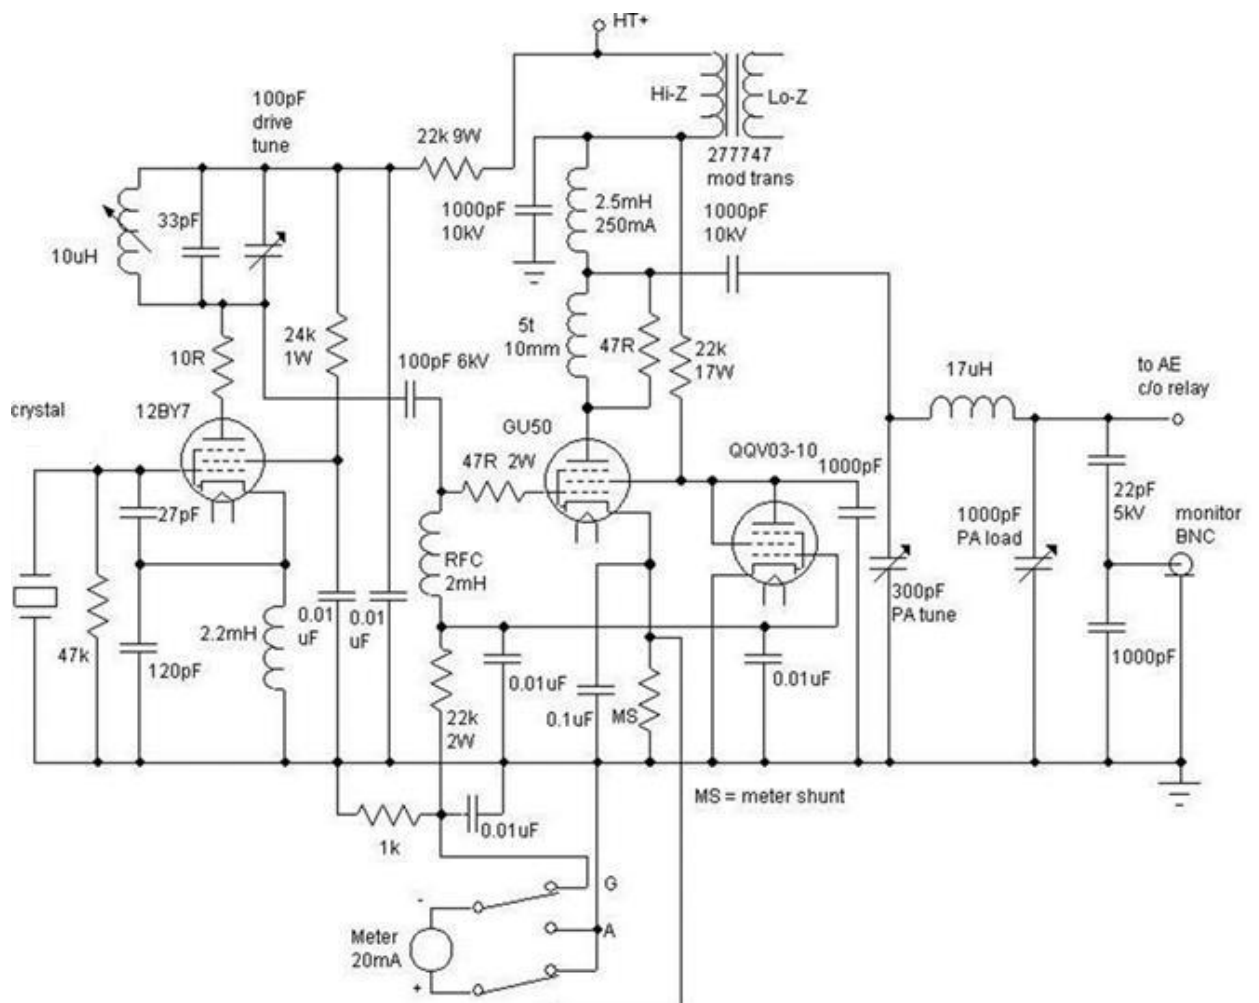 HT+
Hi-Z
Lo-Z
277747
mod trans
100pF
drive
tune
22k 9W
33pF
10uH
1000pF
10kV
2.5mH
250mA
1000pF
10kV
10R
24k
1W
100pF 6kV
5t
10mm
47R
22k
17W
17uH
to AE
c/o relay
crystal
12BY7
GU50
47R 2W
QQV03-10
1000pF
27pF
RFC
2mH
22pF
5kV
monitor
BNC
1000pF
PA load
300pF
PA tune
47k
120pF
2.2mH
0.01
uF
0.01
uF
22k
2W
0.01uF
0.1uF
MS
0.01uF
1000pF
MS = meter shunt
1k
0.01uF
G
A
-
Meter
20mA
+